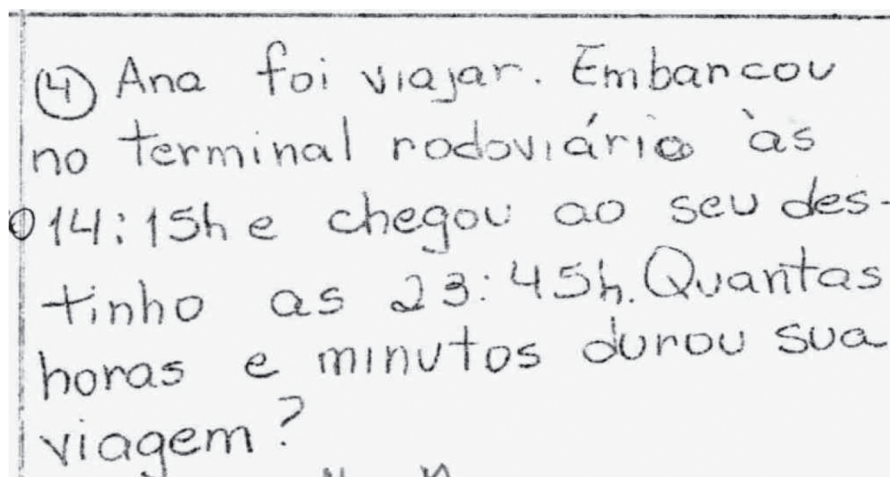 ④ Ana foi viajar. Embarcou
no terminal rodoviário às
14:15h e chegou ao seu des-
tinho as 23:45h. Quantas
horas e minutos durou sua
viagem?